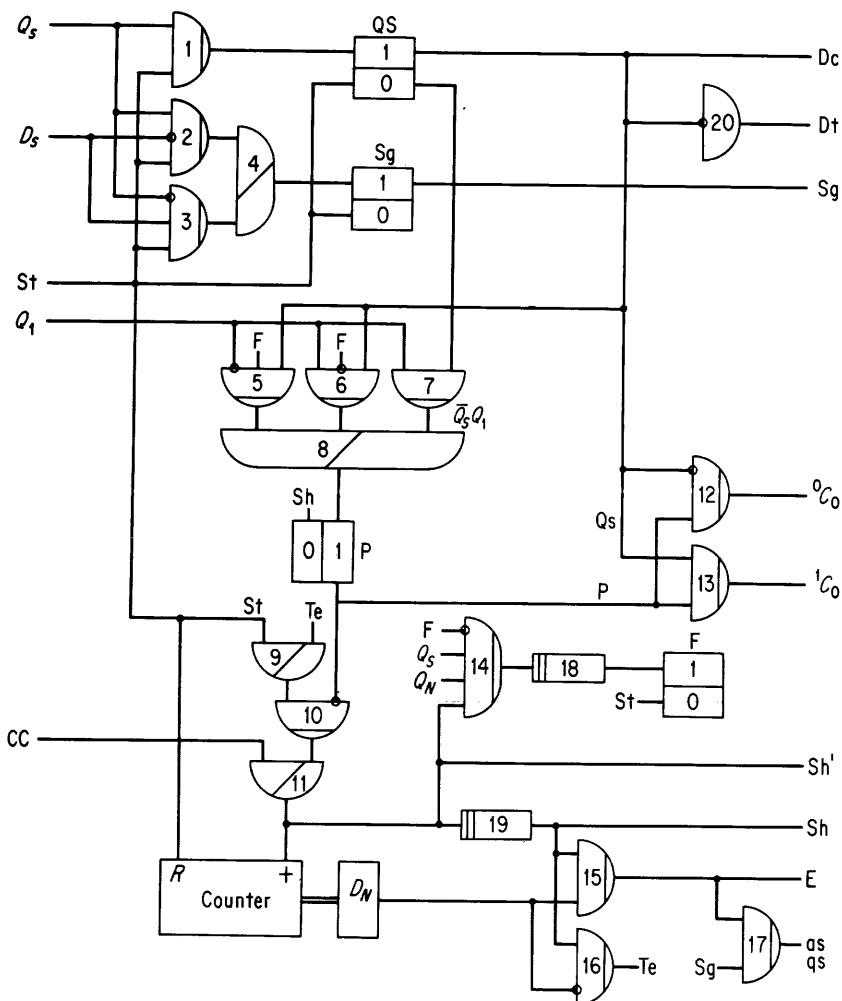 Qs
1
QS
1
0
Dc
20
Dt
Ds
2
4
Sg
1
0
Sg
3
St
Q1
F
F
5
6
7
Q̅sQ1
8
Sh
0
1
P
12
⁰C₀
Qs
13
¹C₀
P
St
Te
9
F
QS
QN
14
18
F
1
St
0
10
CC
11
Sh'
19
Sh
R
+
Counter
DN
15
E
16
Te
17
Sg
as
qs